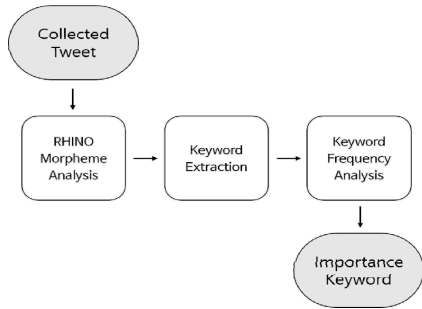 Collected
Tweet
RHINO
Morpheme
Analysis
Keyword
Extraction
Keyword
Frequency
Analysis
Importance
Keyword